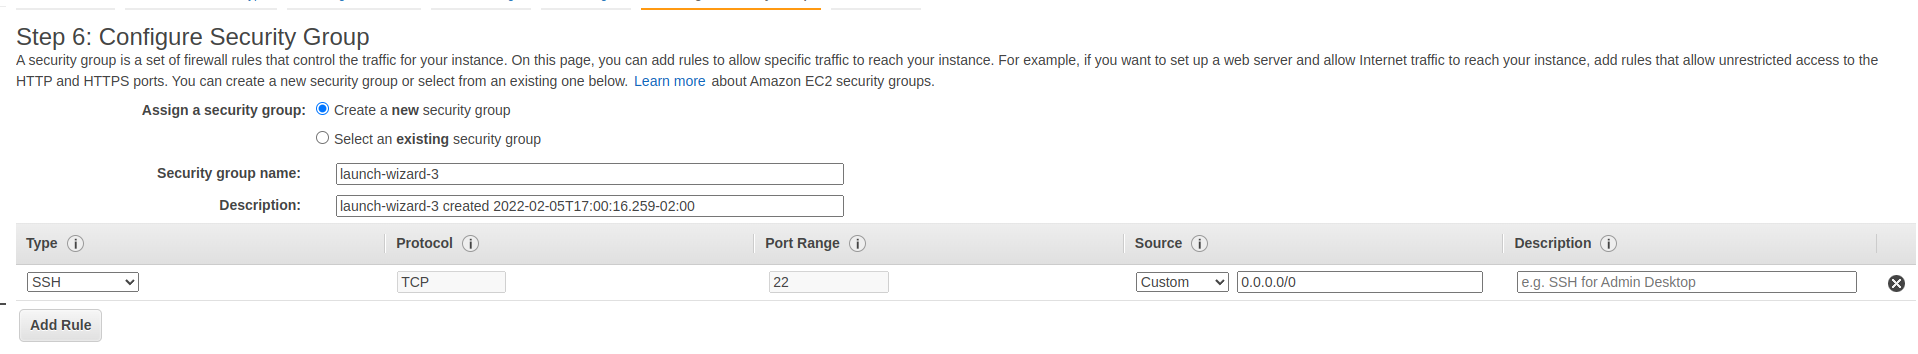 Step 6: Configure Security Group
A security group is a set of firewall rules that control the traffic for your instance. On this page, you can add rules to allow specific traffic to reach your instance. For example, if you want to set up a web server and allow Internet traffic to reach your instance, add rules that allow unrestricted access to the
HTTP and HTTPS ports. You can create a new security group or select from an existing one below. Learn more about Amazon EC2 security groups.
Assign a security group: Create a new security group
Select an existing security group
Security group name: launch-wizard-3
Description: launch-wizard-3 created 2022-02-05T17:00:16.259-02:00
Type Protocol Port Range Source Description
SSH TCP 22 Custom 0.0.0.0/0 e.g. SSH for Admin Desktop
Add Rule